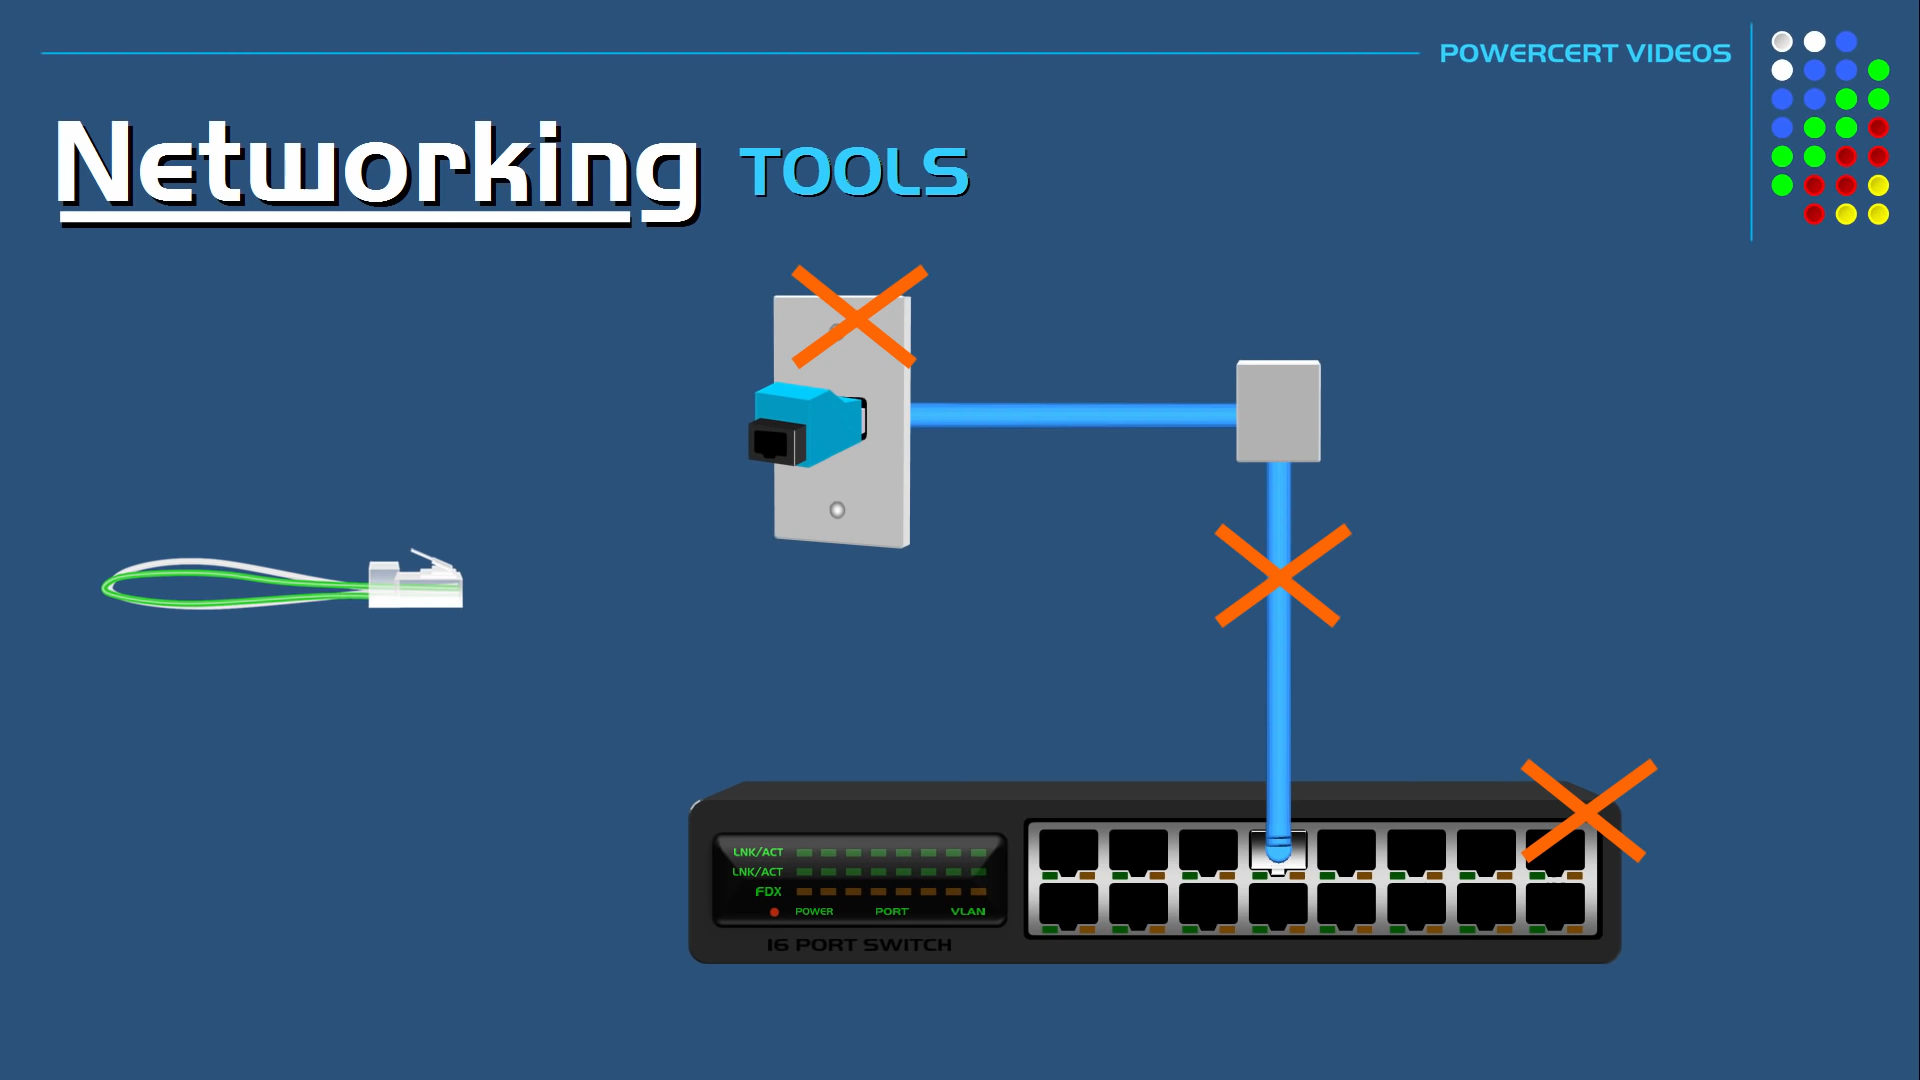 POWERCERT VIDEOS
Networking TOOLS
LNK/ACT
LNK/ACT
FDX
POWER PORT VLAN
16 PORT SWITCH